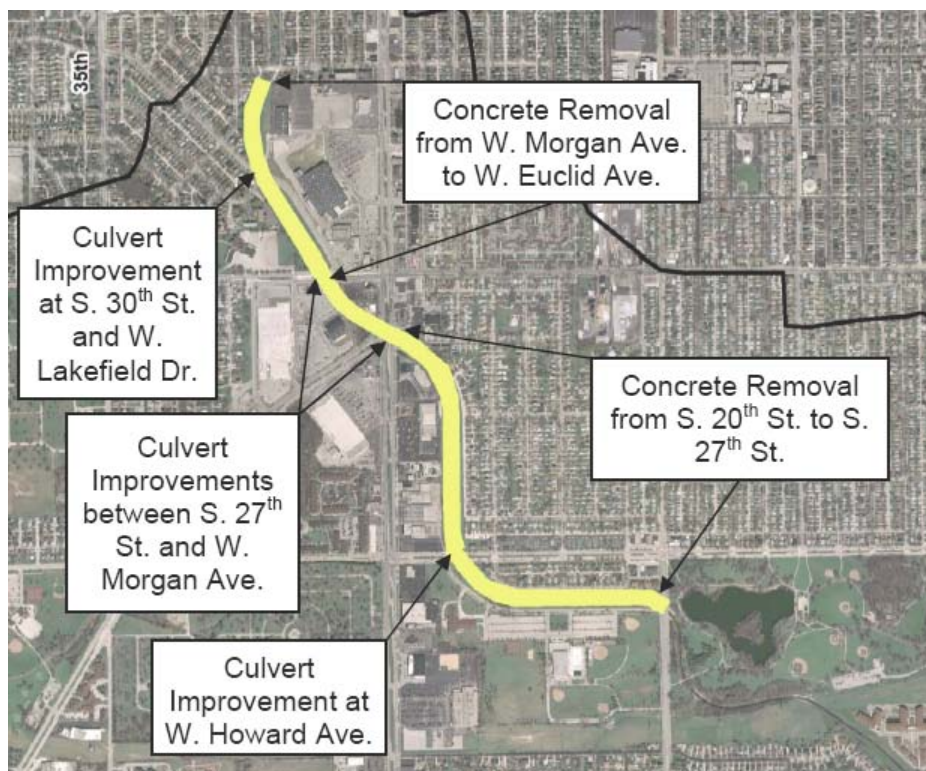 35th
Concrete Removal
from W. Morgan Ave.
to W. Euclid Ave.
Culvert
Improvement
at S. 30th St.
and W.
Lakefield Dr.
Concrete Removal
from S. 20th St. to S.
27th St.
Culvert
Improvements
between S. 27th
St. and W.
Morgan Ave.
Culvert
Improvement at
W. Howard Ave.